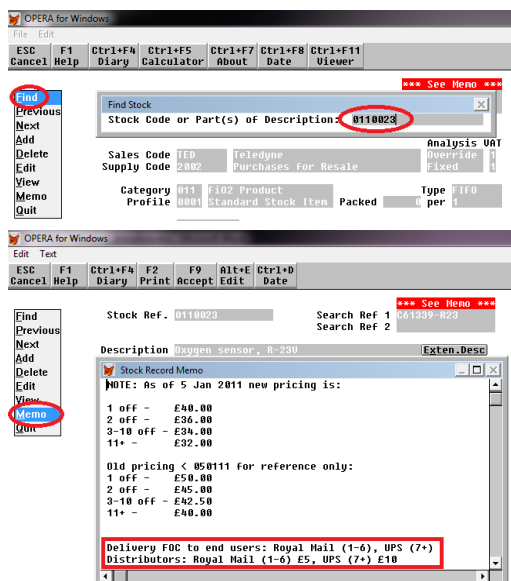 OPERA for Windows
File Edit
ESC F1 Ctrl+F4 Ctrl+F5 Ctrl+F7 Ctrl+F8 Ctrl+F11
Cancel Help Diary Calculator About Date Viewer
*** See Memo ***
Find
Previous
Next
Add
Delete
Edit
View
Memo
Quit
Find Stock
Stock Code or Part(s) of Description: 0110023
Analysis VAT
Sales Code TED Teledyne Override 1
Supply Code 2002 Purchases for Resale Fixed 1
Category 011 FiO2 Product Type FIFO
Profile 0001 Standard Stock Item Packed 0 per 1
OPERA for Windows
Edit Text
ESC F1 Ctrl+F4 F2 F9 Alt+E Ctrl+D
Cancel Help Diary Print Accept Edit Date
*** See Memo ***
Find
Previous
Next
Add
Delete
Edit
View
Memo
Quit
Stock Ref. 0110023 Search Ref 1 C61339-R23
Search Ref 2
Description Oxygen sensor, R-23V Exten.Desc
Stock Record Memo
NOTE: As of 5 Jan 2011 new pricing is:
1 off - £40.00
2 off - £36.00
3-10 off - £34.00
11+ - £32.00
Old pricing < 050111 for reference only:
1 off - £50.00
2 off - £45.00
3-10 off - £42.50
11+ - £40.00
Delivery FOC to end users: Royal Mail (1-6), UPS (7+)
Distributors: Royal Mail (1-6) £5, UPS (7+) £10